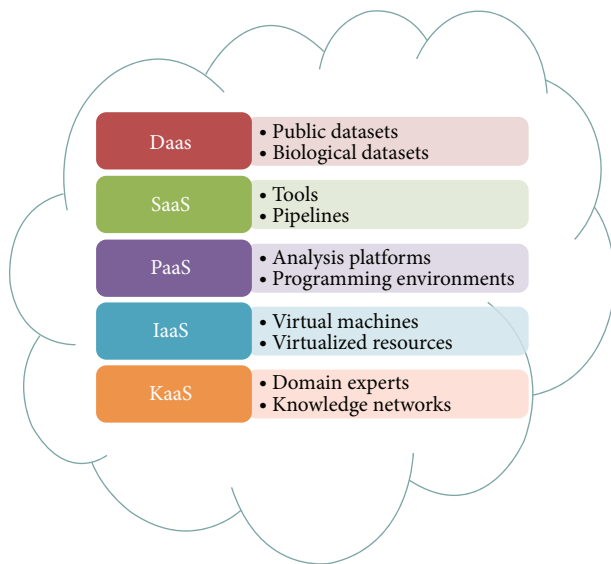 Daas
• Public datasets
• Biological datasets
SaaS
• Tools
• Pipelines
PaaS
• Analysis platforms
• Programming environments
IaaS
• Virtual machines
• Virtualized resources
KaaS
• Domain experts
• Knowledge networks